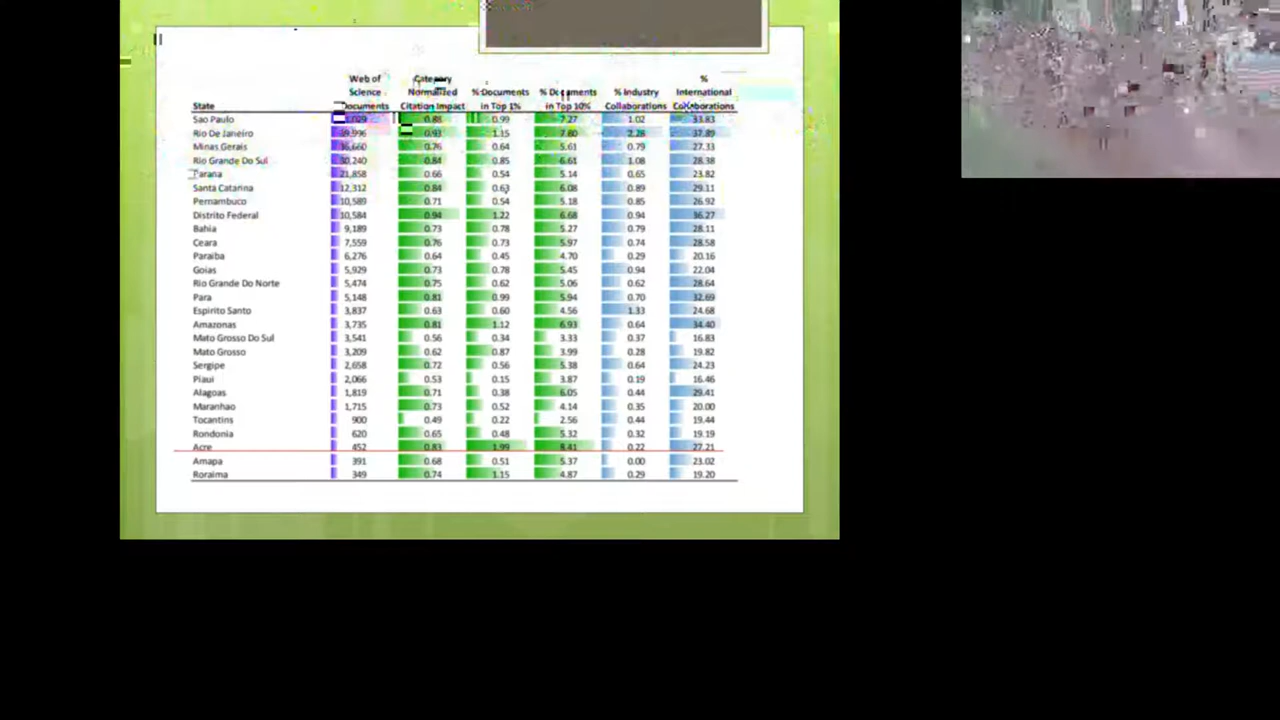 %
Web of Category
Science Normalized % Documents % Documents % Industry International
State Documents Citation Impact in Top 1% in Top 10% Collaborations Collaborations
Sao Paulo 0.88 0.99 7.27 1.02 33.83
Rio De Janeiro 0.93 1.15 7.80 2.28 37.89
Minas Gerais 0.76 0.64 5.61 0.79 27.33
Rio Grande Do Sul 30,240 0.84 0.85 6.61 1.08 28.38
Parana 21,858 0.66 0.54 5.14 0.65 23.82
Santa Catarina 12,312 0.84 0.63 6.08 0.89 29.11
Pernambuco 10,589 0.71 0.54 5.18 0.85 26.92
Distrito Federal 10,584 0.94 1.22 6.68 0.94 36.27
Bahia 9,189 0.73 0.78 5.27 0.79 28.11
Ceara 7,559 0.76 0.73 5.97 0.74 28.58
Paraiba 6,276 0.64 0.45 4.70 0.29 20.16
Goias 5,929 0.73 0.78 5.45 0.94 22.04
Rio Grande Do Norte 5,474 0.75 0.62 5.06 0.62 28.64
Para 5,148 0.81 0.99 5.94 0.70 32.69
Espirito Santo 3,837 0.63 0.60 4.56 1.33 24.68
Amazonas 3,735 0.81 1.12 6.93 0.64 34.40
Mato Grosso Do Sul 3,541 0.56 0.34 3.33 0.37 16.83
Mato Grosso 3,209 0.62 0.87 3.99 0.28 19.82
Sergipe 2,658 0.72 0.56 5.38 0.64 24.23
Piaui 2,066 0.53 0.15 3.87 0.19 16.46
Alagoas 1,819 0.71 0.38 6.05 0.44 29.41
Maranhao 1,715 0.73 0.52 4.14 0.35 20.00
Tocantins 900 0.49 0.22 2.56 0.44 19.44
Rondonia 620 0.65 0.48 5.32 0.32 19.19
Acre 452 0.83 1.99 8.41 0.22 27.21
Amapa 391 0.68 0.51 5.37 0.00 23.02
Roraima 349 0.74 1.15 4.87 0.29 19.20